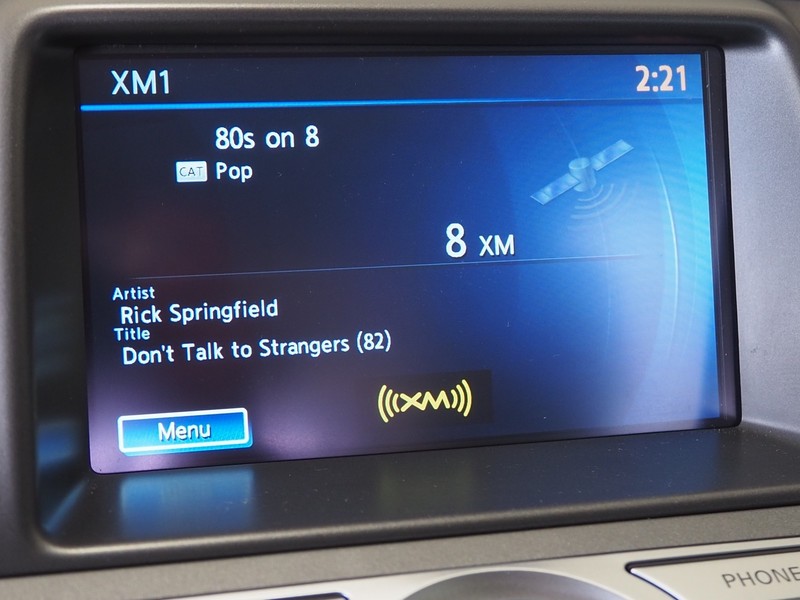 XM1 2:21
80s on 8
CAT Pop
8 XM
Artist
Rick Springfield
Title
Don't Talk to Strangers (82)
((XM))
Menu
PHONE